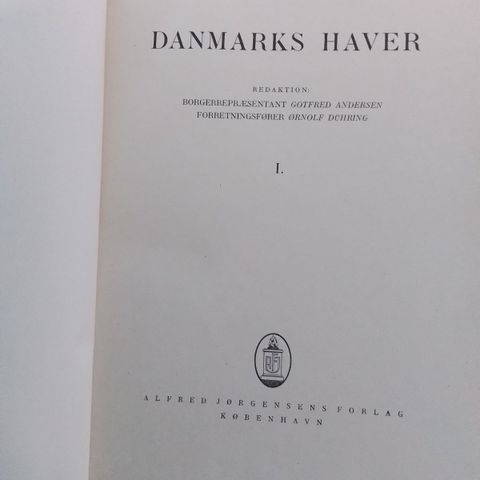 DANMARKS HAVER
REDAKTION:
BORGERREPRÆSENTANT GOTFRED ANDERSEN
FORRETNINGSFØRER ØRNOLF DÜHRING
I.
ALFRED JØRGENSENS FORLAG
KØBENHAVN